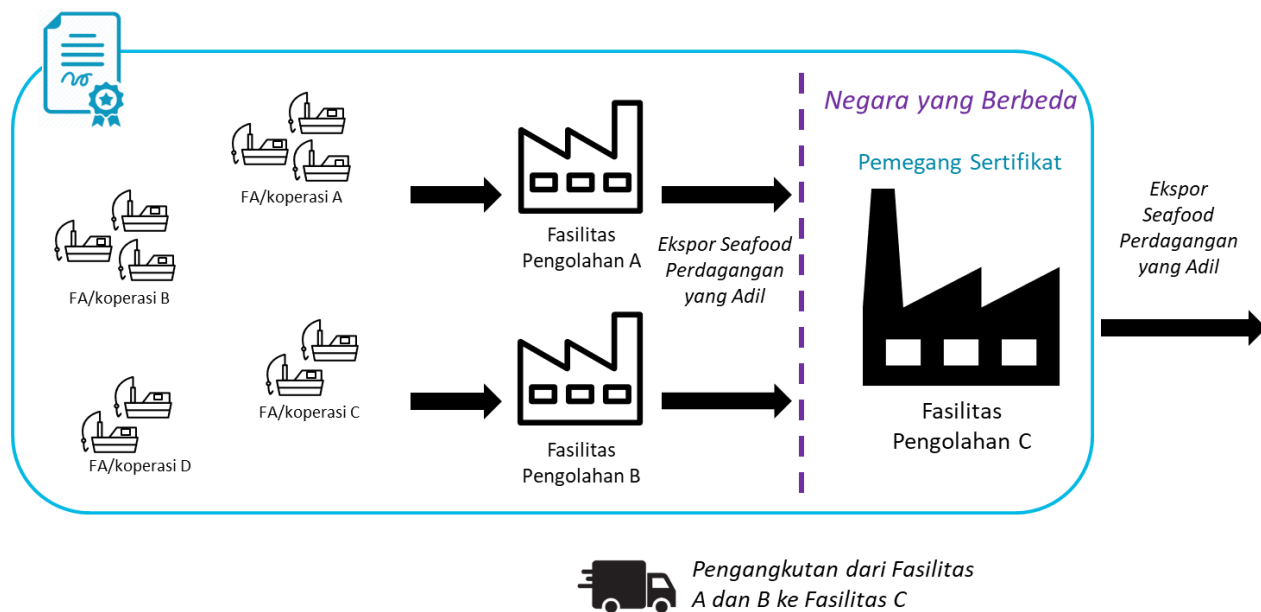 FA/koperasi A
FA/koperasi B
FA/koperasi C
FA/koperasi D
Fasilitas
Pengolahan A
Fasilitas
Pengolahan B
Ekspor Seafood
Perdagangan
yang Adil
Negara yang Berbeda
Pemegang Sertifikat
Fasilitas
Pengolahan C
Ekspor
Seafood
Perdagangan
yang Adil
Pengangkutan dari Fasilitas
A dan B ke Fasilitas C